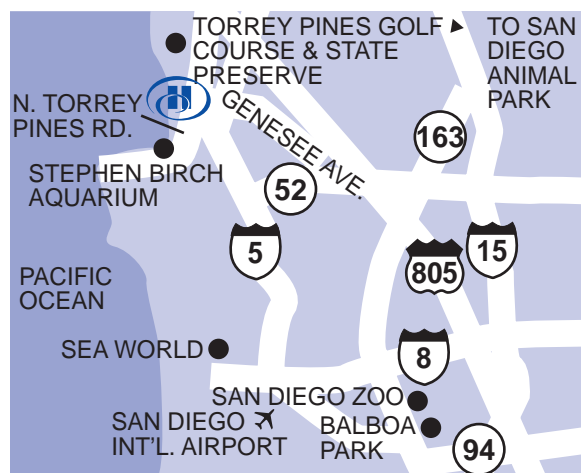 TORREY PINES GOLF
COURSE & STATE
PRESERVE
TO SAN
DIEGO
ANIMAL
PARK
N. TORREY
PINES RD.
H
GENESEE AVE.
163
STEPHEN BIRCH
AQUARIUM
52
5
15
805
PACIFIC
OCEAN
SEA WORLD
8
SAN DIEGO ZOO
SAN DIEGO
INT'L. AIRPORT
BALBOA
PARK
94